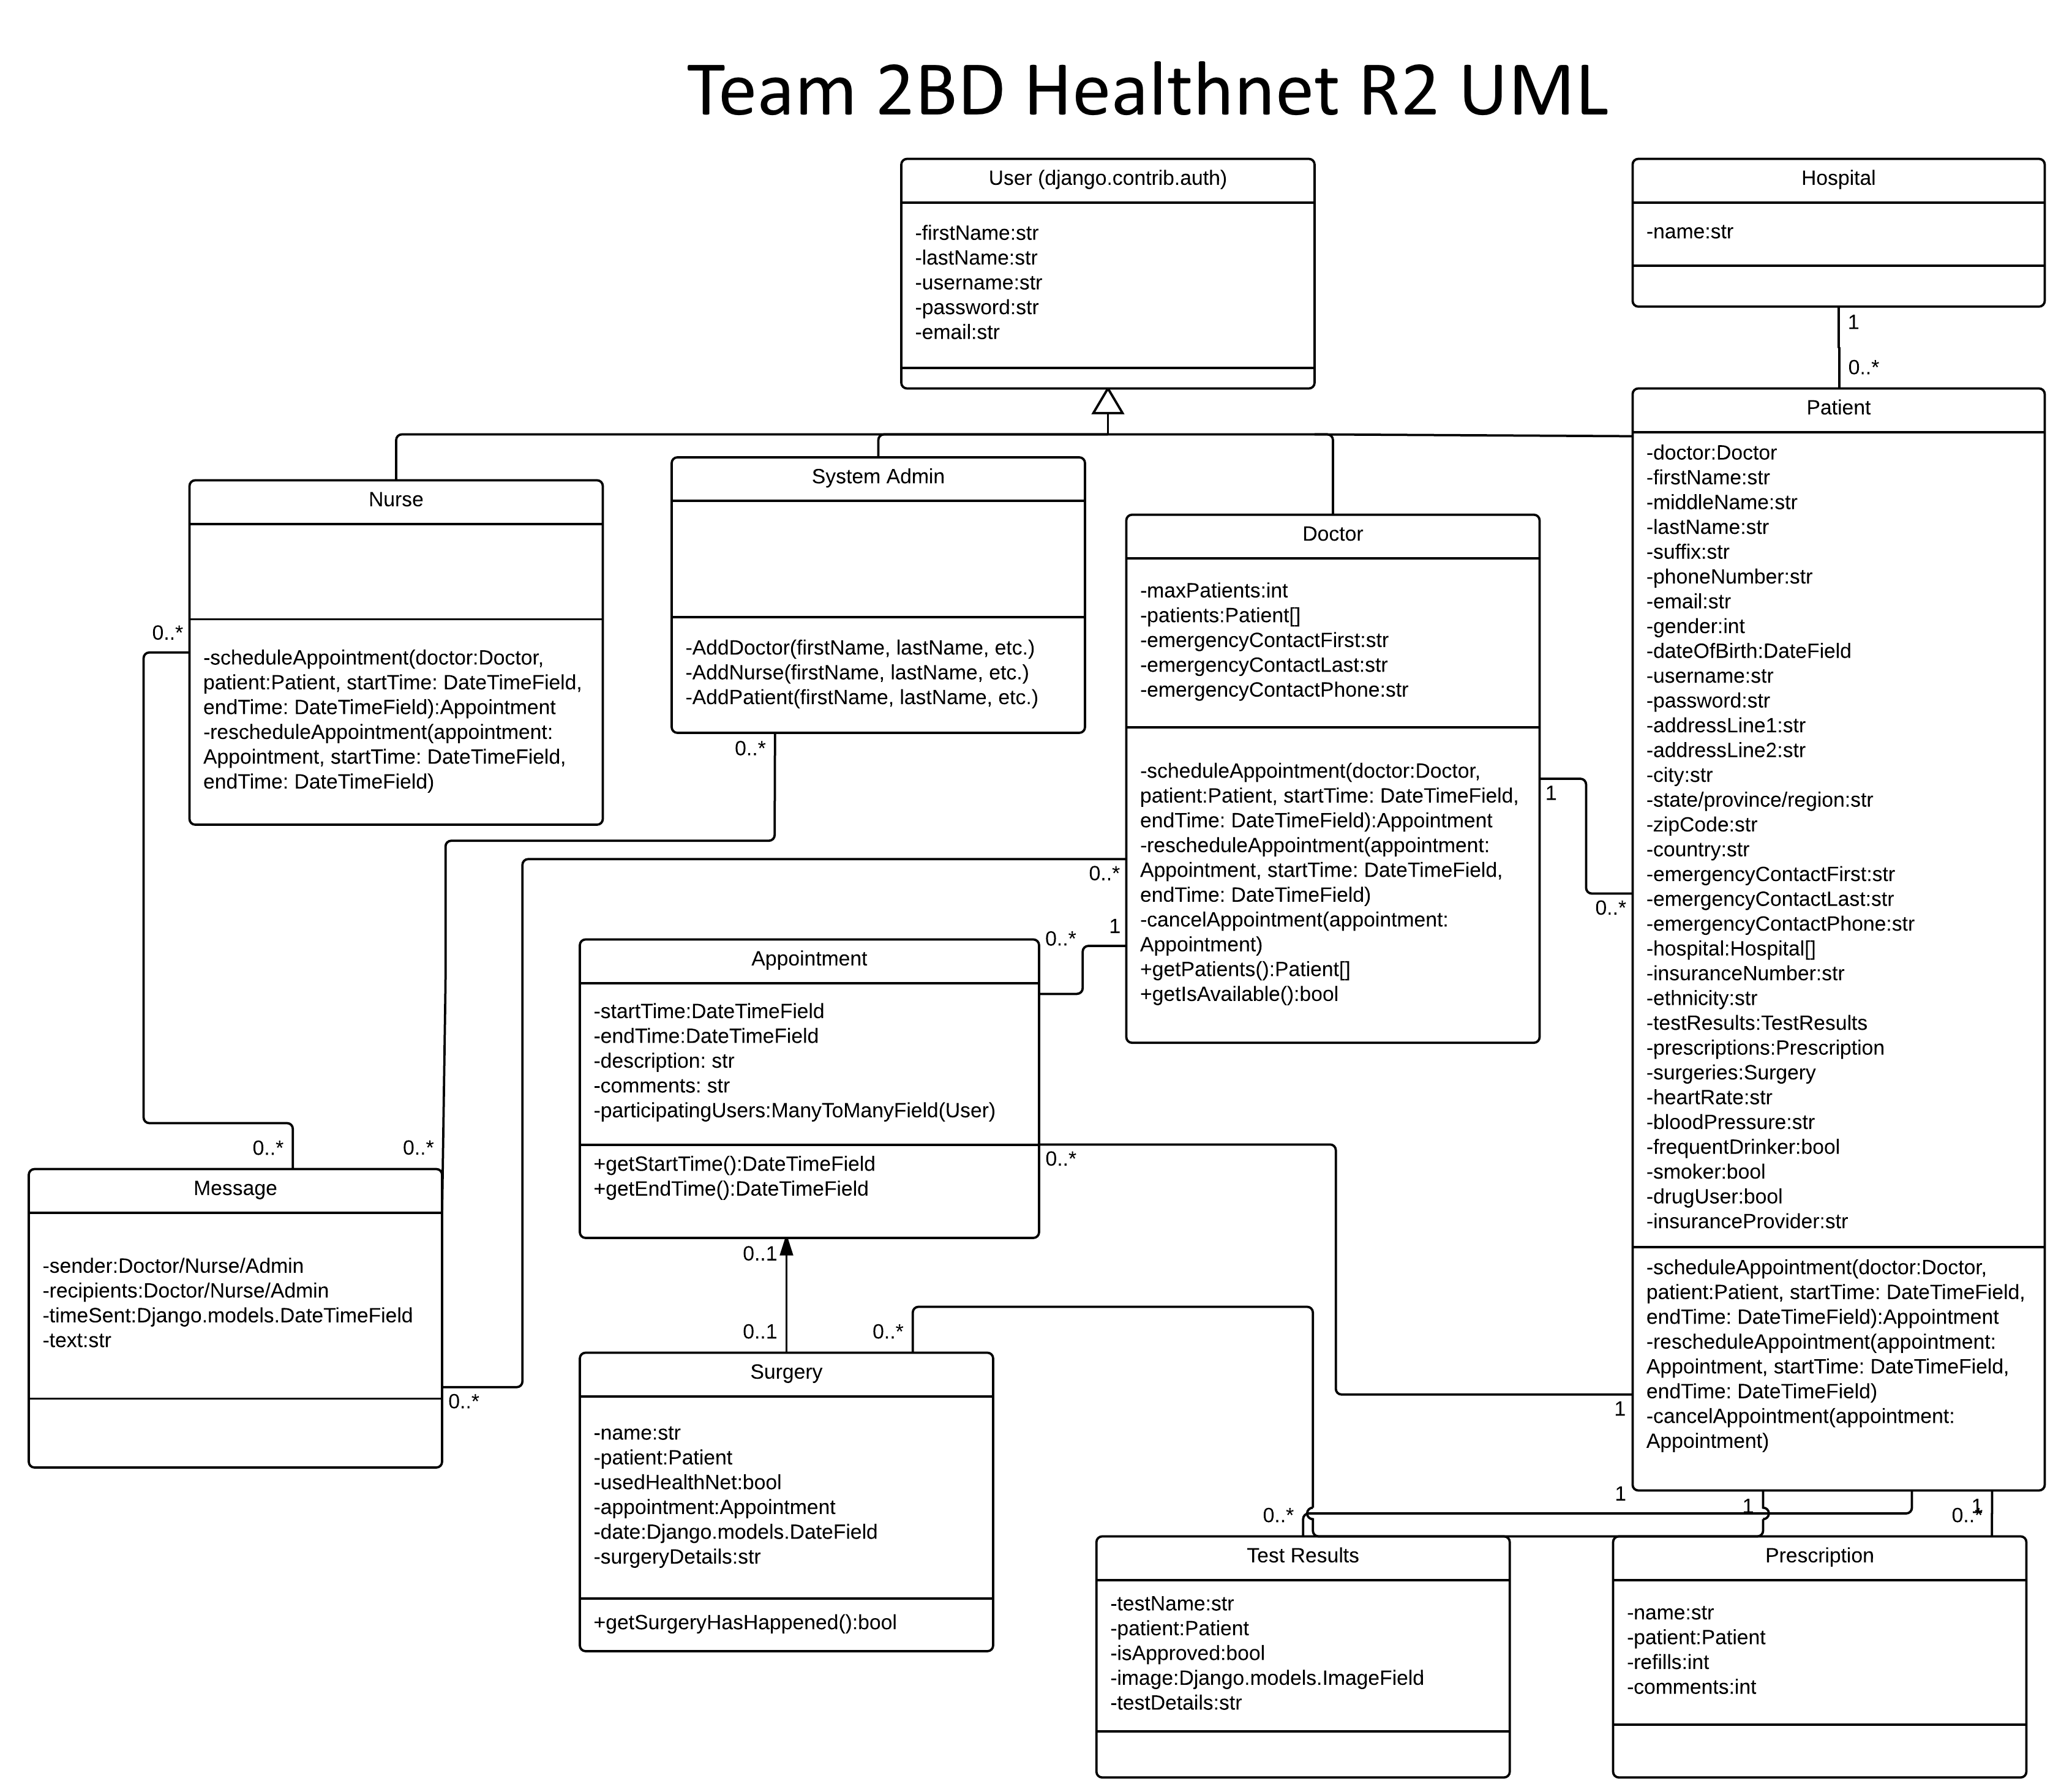 Team 2BD Healthnet R2 UML
User (django.contrib.auth)
-firstName:str
-lastName:str
-username:str
-password:str
-email:str
Hospital
-name:str
1
0..*
Patient
-doctor:Doctor
-firstName:str
-middleName:str
-lastName:str
-suffix:str
-phoneNumber:str
-email:str
-gender:int
-dateOfBirth:DateField
-username:str
-password:str
-addressLine1:str
-addressLine2:str
-city:str
-state/province/region:str
-zipCode:str
-country:str
-emergencyContactFirst:str
-emergencyContactLast:str
-emergencyContactPhone:str
-hospital:Hospital[]
-insuranceNumber:str
-ethnicity:str
-testResults:TestResults
-prescriptions:Prescription
-surgeries:Surgery
-heartRate:str
-bloodPressure:str
-frequentDrinker:bool
-smoker:bool
-drugUser:bool
-insuranceProvider:str
-scheduleAppointment(doctor:Doctor,
patient:Patient, startTime: DateTimeField,
endTime: DateTimeField):Appointment
-rescheduleAppointment(appointment:
Appointment, startTime: DateTimeField,
endTime: DateTimeField)
-cancelAppointment(appointment:
Appointment)
Nurse
0..*
-scheduleAppointment(doctor:Doctor,
patient:Patient, startTime: DateTimeField,
endTime: DateTimeField):Appointment
-rescheduleAppointment(appointment:
Appointment, startTime: DateTimeField,
endTime: DateTimeField)
System Admin
-AddDoctor(firstName, lastName, etc.)
-AddNurse(firstName, lastName, etc.)
-AddPatient(firstName, lastName, etc.)
0..*
Doctor
-maxPatients:int
-patients:Patient[]
-emergencyContactFirst:str
-emergencyContactLast:str
-emergencyContactPhone:str
-scheduleAppointment(doctor:Doctor,
patient:Patient, startTime: DateTimeField,
endTime: DateTimeField):Appointment
-rescheduleAppointment(appointment:
Appointment, startTime: DateTimeField,
endTime: DateTimeField)
-cancelAppointment(appointment:
Appointment)
+getPatients():Patient[]
+getIsAvailable():bool
1
0..*
0..*
1
0..*
Appointment
-startTime:DateTimeField
-endTime:DateTimeField
-description: str
-comments: str
-participatingUsers:ManyToManyField(User)
+getStartTime():DateTimeField
+getEndTime():DateTimeField
0..*
1
0..*
0..*
Message
-sender:Doctor/Nurse/Admin
-recipients:Doctor/Nurse/Admin
-timeSent:Django.models.DateTimeField
-text:str
0..*
0..1
0..1
0..*
Surgery
-name:str
-patient:Patient
-usedHealthNet:bool
-appointment:Appointment
-date:Django.models.DateField
-surgeryDetails:str
+getSurgeryHasHappened():bool
1
1
1
0..*
0..*
Test Results
-testName:str
-patient:Patient
-isApproved:bool
-image:Django.models.ImageField
-testDetails:str
Prescription
-name:str
-patient:Patient
-refills:int
-comments:int